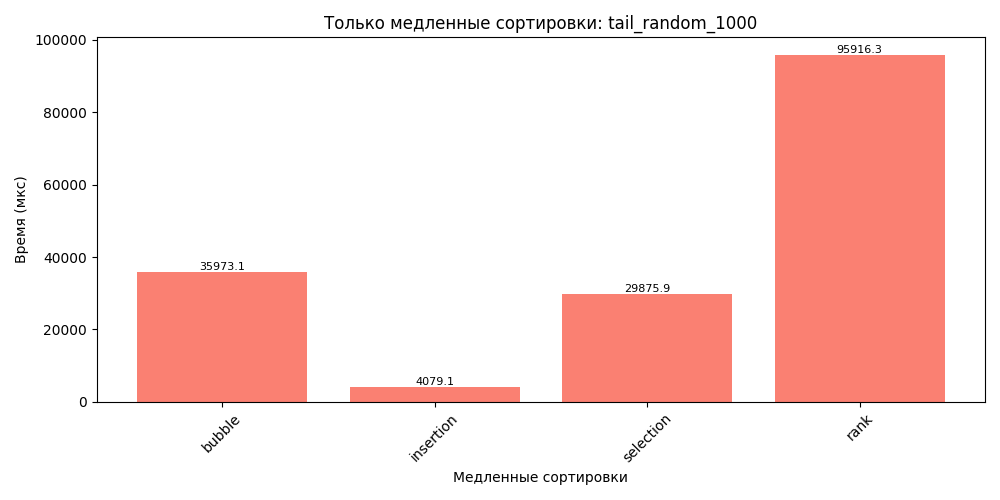 Только медленные сортировки: tail_random_1000
Время (мкс)
100000
80000
60000
40000
20000
0
35973.1
4079.1
29875.9
95916.3
bubble
insertion
selection
rank
Медленные сортировки